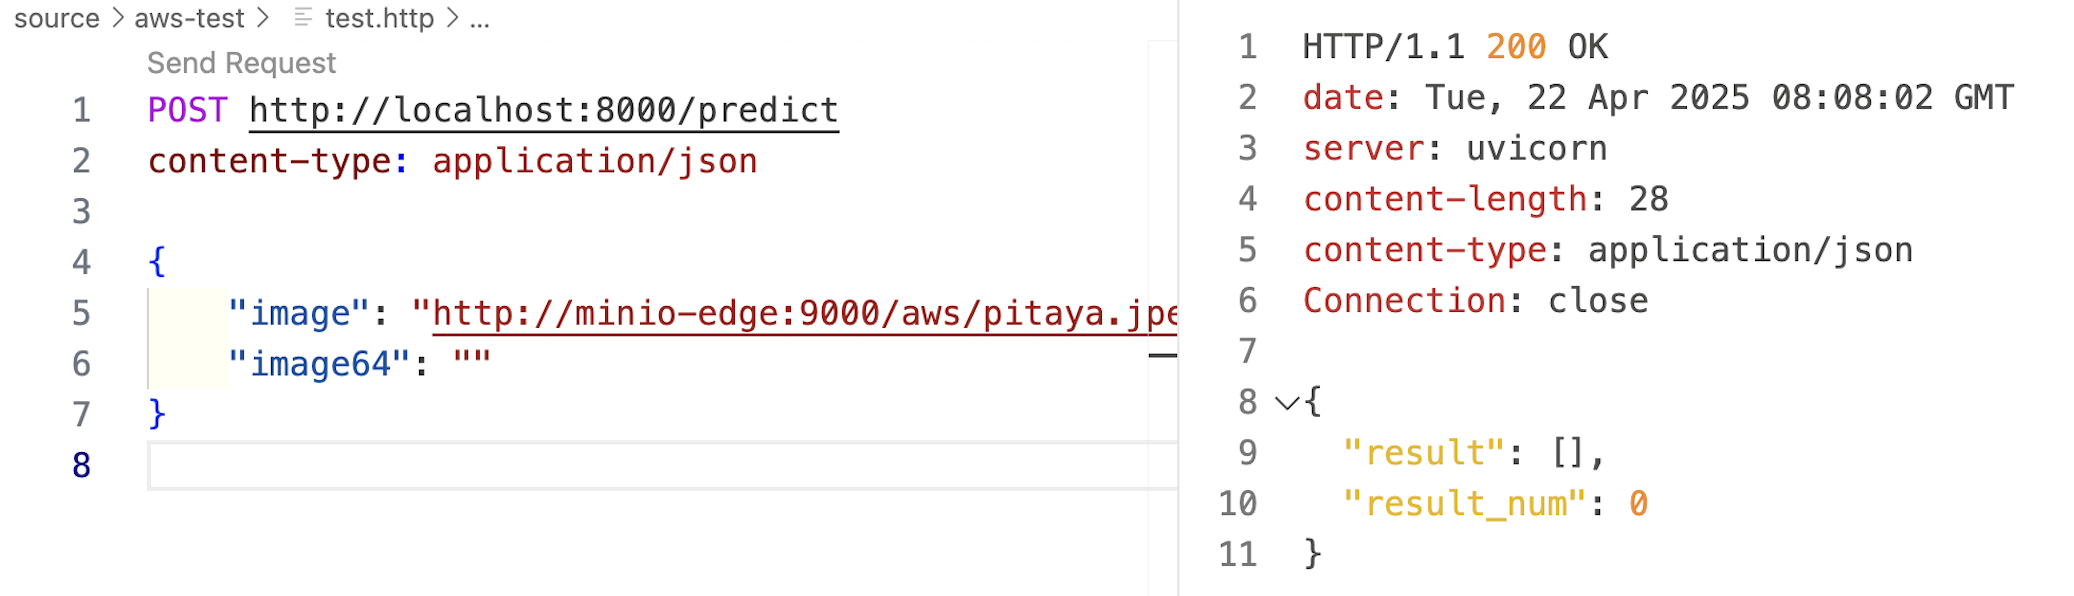 source > aws-test > test.http > ...
Send Request
1 POST http://localhost:8000/predict
2 content-type: application/json
3
4 {
5 "image": "http://minio-edge:9000/aws/pitaya.jpe
6 "image64": ""
7 }
8
1 HTTP/1.1 200 OK
2 date: Tue, 22 Apr 2025 08:08:02 GMT
3 server: uvicorn
4 content-length: 28
5 content-type: application/json
6 Connection: close
7
8 {
9 "result": [],
10 "result_num": 0
11 }